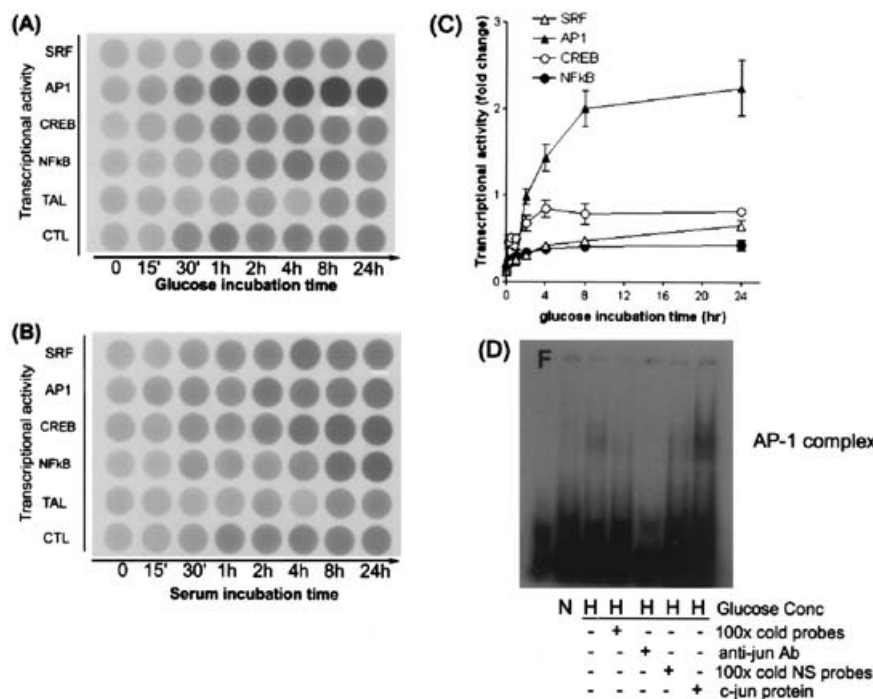 (A)
Transcriptional activity
SRF
AP1
CREB
NFkB
TAL
CTL
0 15' 30' 1h 2h 4h 8h 24h
Glucose incubation time
(B)
Transcriptional activity
SRF
AP1
CREB
NFkB
TAL
CTL
0 15' 30' 1h 2h 4h 8h 24h
Serum incubation time
(C)
SRF
AP1
CREB
NFkB
Transcriptional activity (fold change)
3
2
1
0
0 4 8 12 16 20 24
glucose incubation time (hr)
(D)
F
AP-1 complex
N H H H H H Glucose Conc
- - + - - - 100x cold probes
- - - + - - anti-jun Ab
- - - + - 100x cold NS probes
- - - - + c-jun protein